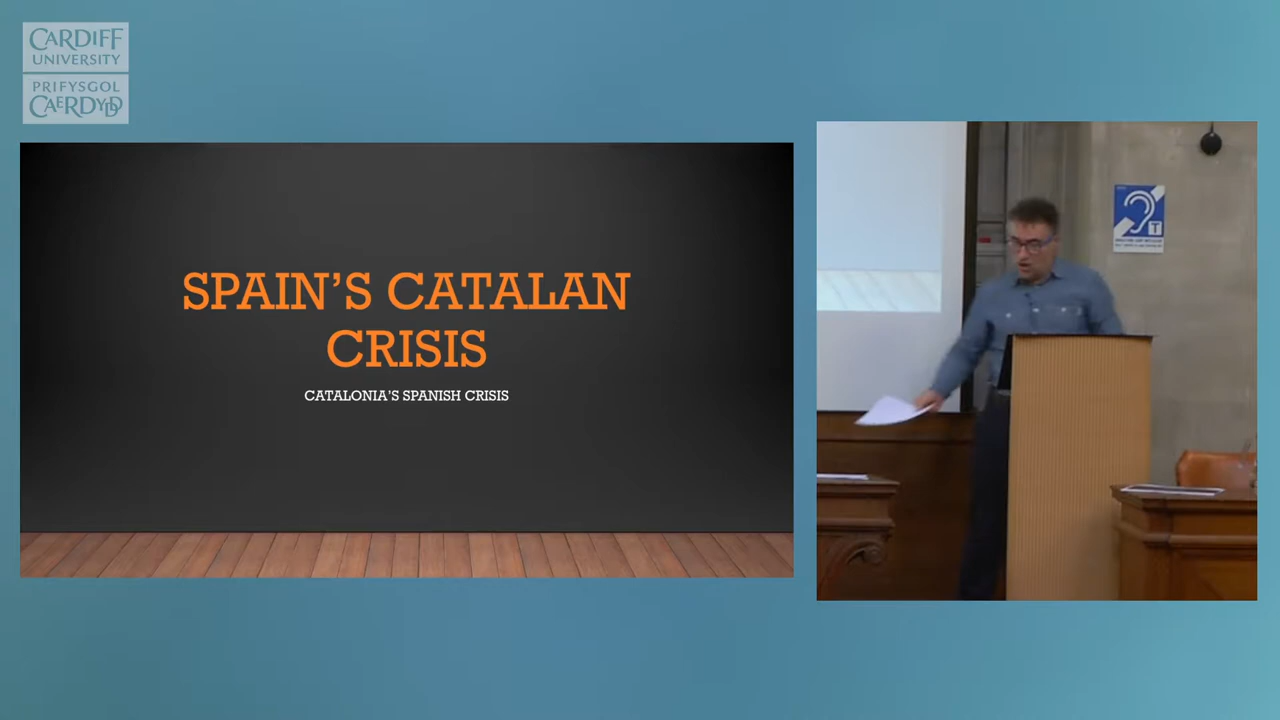 CARDIFF
UNIVERSITY
PRIFYSGOL
CAERDYDD
SPAIN'S CATALAN
CRISIS
CATALONIA'S SPANISH CRISIS
T